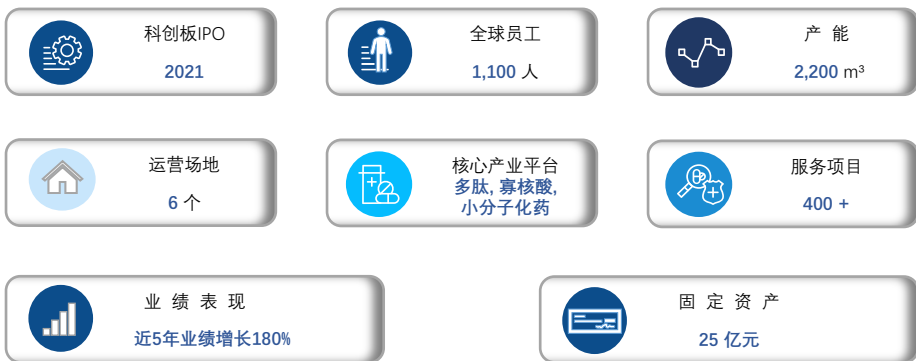 科创板IPO
2021
全球员工
1,100 人
产 能
2,200 m³
运营场地
6 个
核心产业平台
多肽, 寡核酸,
小分子化药
服务项目
400 +
业 绩 表 现
近5年业绩增长180%
固 定 资 产
25 亿元